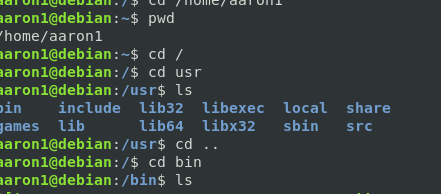 aaron1@debian:/$ cd /home/aaron1
aaron1@debian:~$ pwd
/home/aaron1
aaron1@debian:~$ cd /
aaron1@debian:/$ cd usr
aaron1@debian:/usr$ ls
bin include lib32 libexec local share
games lib lib64 libx32 sbin src
aaron1@debian:/usr$ cd ..
aaron1@debian:/$ cd bin
aaron1@debian:/bin$ ls